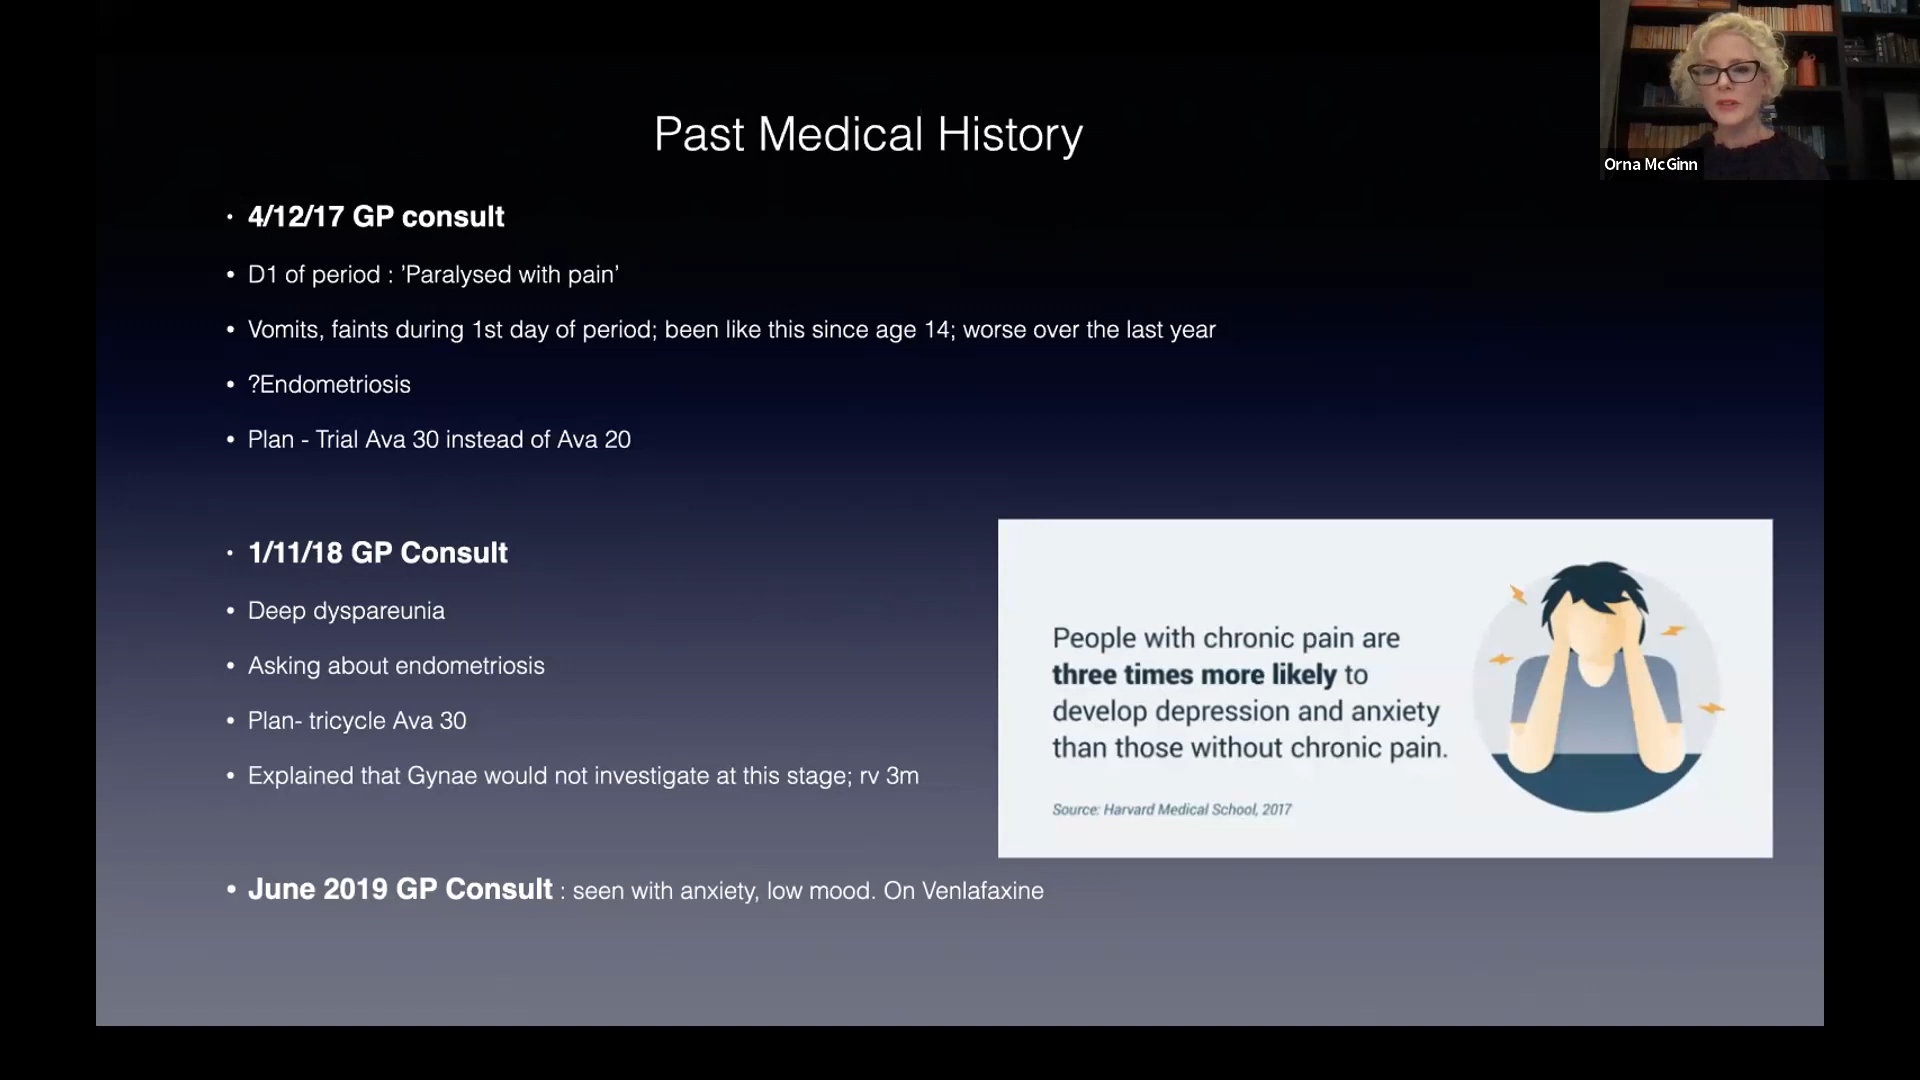 Past Medical History
Orna McGinn
• 4/12/17 GP consult
• D1 of period : ’Paralysed with pain’
• Vomits, faints during 1st day of period; been like this since age 14; worse over the last year
• ?Endometriosis
• Plan - Trial Ava 30 instead of Ava 20
• 1/11/18 GP Consult
• Deep dyspareunia
• Asking about endometriosis
• Plan- tricycle Ava 30
• Explained that Gynae would not investigate at this stage; rv 3m
People with chronic pain are
three times more likely to
develop depression and anxiety
than those without chronic pain.
Source: Harvard Medical School, 2017
• June 2019 GP Consult : seen with anxiety, low mood. On Venlafaxine